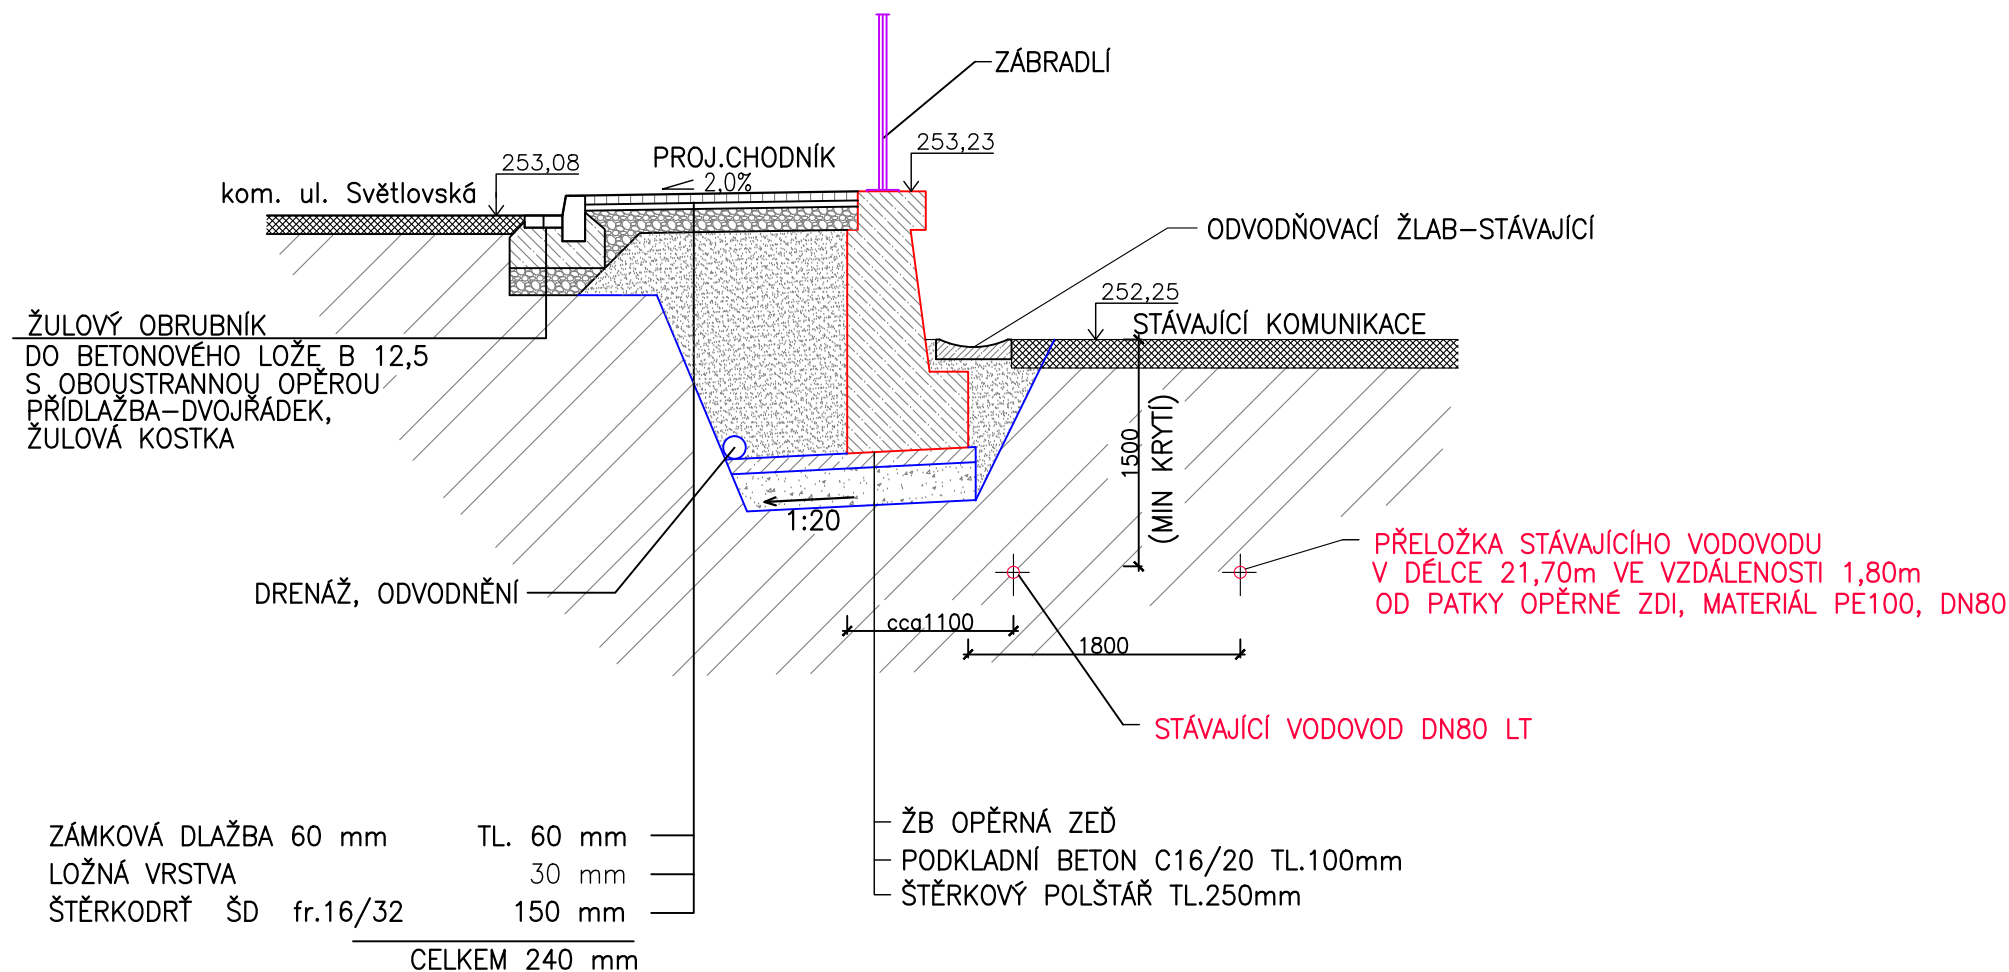 ZÁBRADLÍ
253,23
PROJ.CHODNÍK
253,08
2,0%
kom. ul. Světlovská
ODVODŇOVACÍ ŽLAB-STÁVAJÍCÍ
252,25
STÁVAJÍCÍ KOMUNIKACE
ŽULOVÝ OBRUBNÍK
DO BETONOVÉHO LOŽE B 12,5
S OBOUSTRANNOU OPĚROU
PŘÍDLAŽBA-DVOJŘÁDEK,
ŽULOVÁ KOSTKA
1500
(MIN KRYTÍ)
1:20
PŘELOŽKA STÁVAJÍCÍHO VODOVODU
V DÉLCE 21,70m VE VZDÁLENOSTI 1,80m
OD PATKY OPĚRNÉ ZDI, MATERIÁL PE100, DN80
DRENÁŽ, ODVODNĚNÍ
cca1100
1800
STÁVAJÍCÍ VODOVOD DN80 LT
ZÁMKOVÁ DLAŽBA 60 mm TL. 60 mm
LOŽNÁ VRSTVA 30 mm
ŠTĚRKODRŤ ŠD fr.16/32 150 mm
CELKEM 240 mm
ŽB OPĚRNÁ ZEĎ
PODKLADNÍ BETON C16/20 TL.100mm
ŠTĚRKOVÝ POLŠTÁŘ TL.250mm